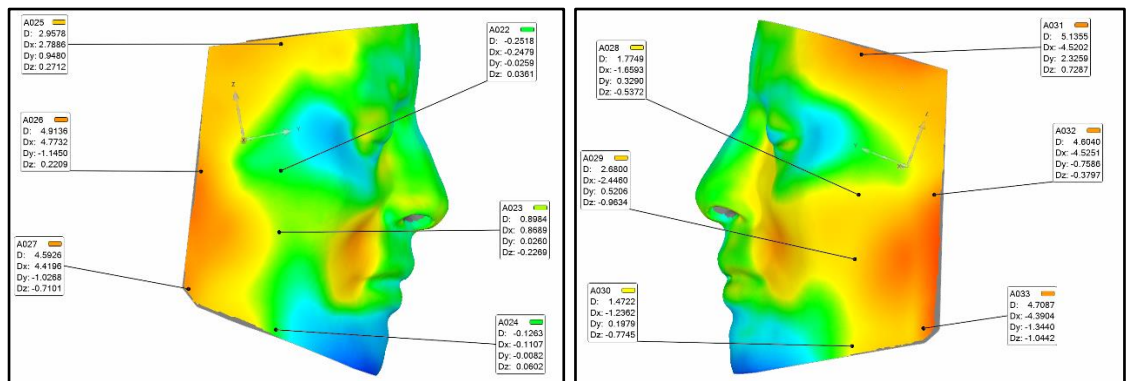 A025
D: 2.9578
Dx: 2.7886
Dy: 0.9480
Dz: 0.2712
A022
D: -0.2518
Dx: -0.2479
Dy: -0.0259
Dz: 0.0361
A026
D: 4.9136
Dx: 4.7732
Dy: -1.1450
Dz: 0.2209
A023
D: 0.8984
Dx: 0.8689
Dy: 0.0260
Dz: -0.2269
A027
D: 4.5926
Dx: 4.4196
Dy: -1.0268
Dz: -0.7101
A024
D: -0.1263
Dx: -0.1107
Dy: -0.0082
Dz: 0.0602
Z
Y
A031
D: 5.1355
Dx: -4.5202
Dy: 2.3259
Dz: 0.7287
A028
D: 1.7749
Dx: -1.6593
Dy: 0.3290
Dz: -0.5372
A032
D: 4.6040
Dx: -4.5251
Dy: -0.7586
Dz: -0.3797
A029
D: 2.6800
Dx: -2.4460
Dy: 0.5206
Dz: -0.9634
A030
D: 1.4722
Dx: -1.2362
Dy: 0.1979
Dz: -0.7745
A033
D: 4.7087
Dx: -4.3904
Dy: -1.3440
Dz: -1.0442